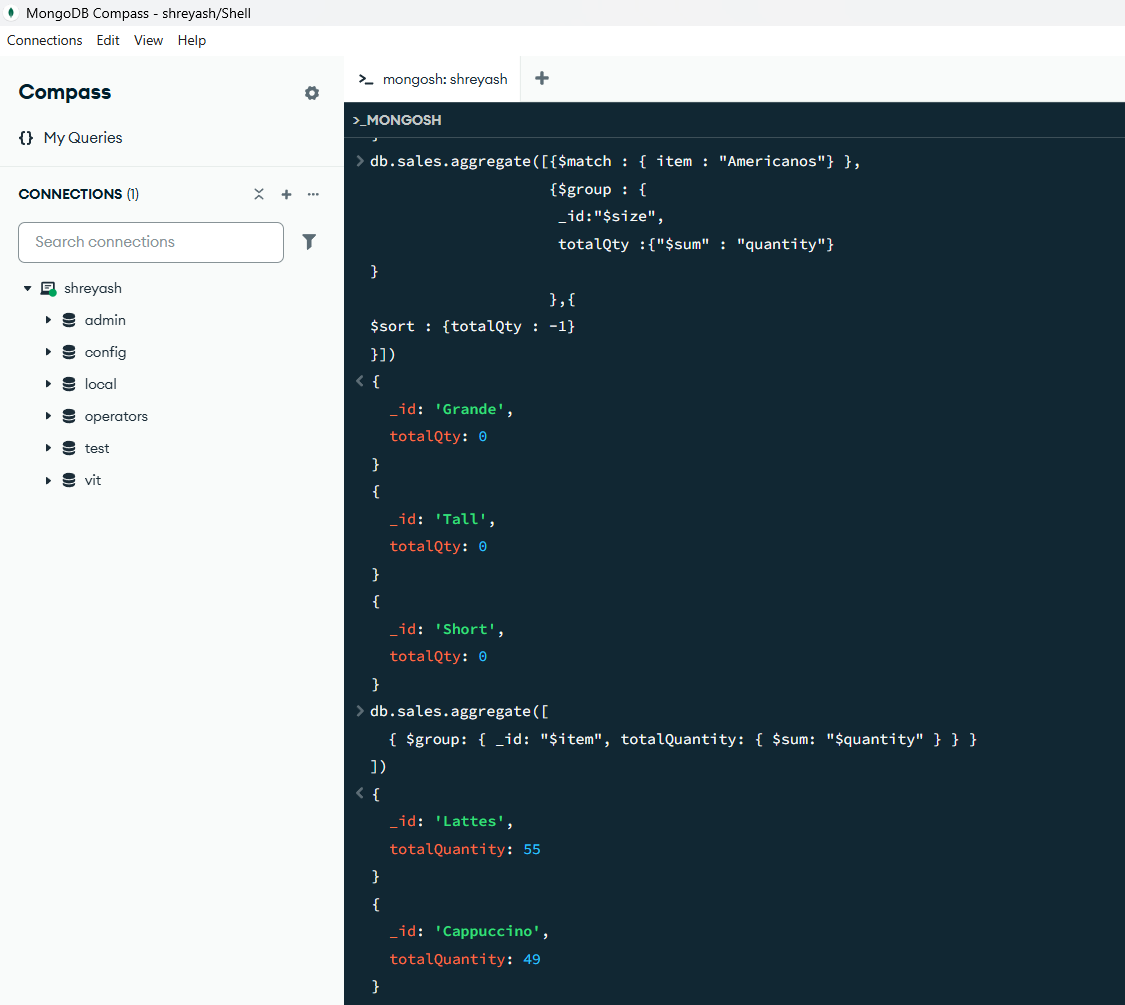 MongoDB Compass - shreyash/Shell
Connections Edit View Help
Compass
{} My Queries
CONNECTIONS (1)
Search connections
shreyash
admin
config
local
operators
test
vit
>_ mongosh: shreyash +
>_MONGOSH
}
> db.sales.aggregate([{$match : { item : "Americanos"} },
{$group : {
_id:"$size",
totalQty :{"$sum" : "quantity"}
}
},{
$sort : {totalQty : -1}
}])
< {
_id: 'Grande',
totalQty: 0
}
{
_id: 'Tall',
totalQty: 0
}
{
_id: 'Short',
totalQty: 0
}
> db.sales.aggregate([
{ $group: { _id: "$item", totalQuantity: { $sum: "$quantity" } } }
])
< {
_id: 'Lattes',
totalQuantity: 55
}
{
_id: 'Cappuccino',
totalQuantity: 49
}